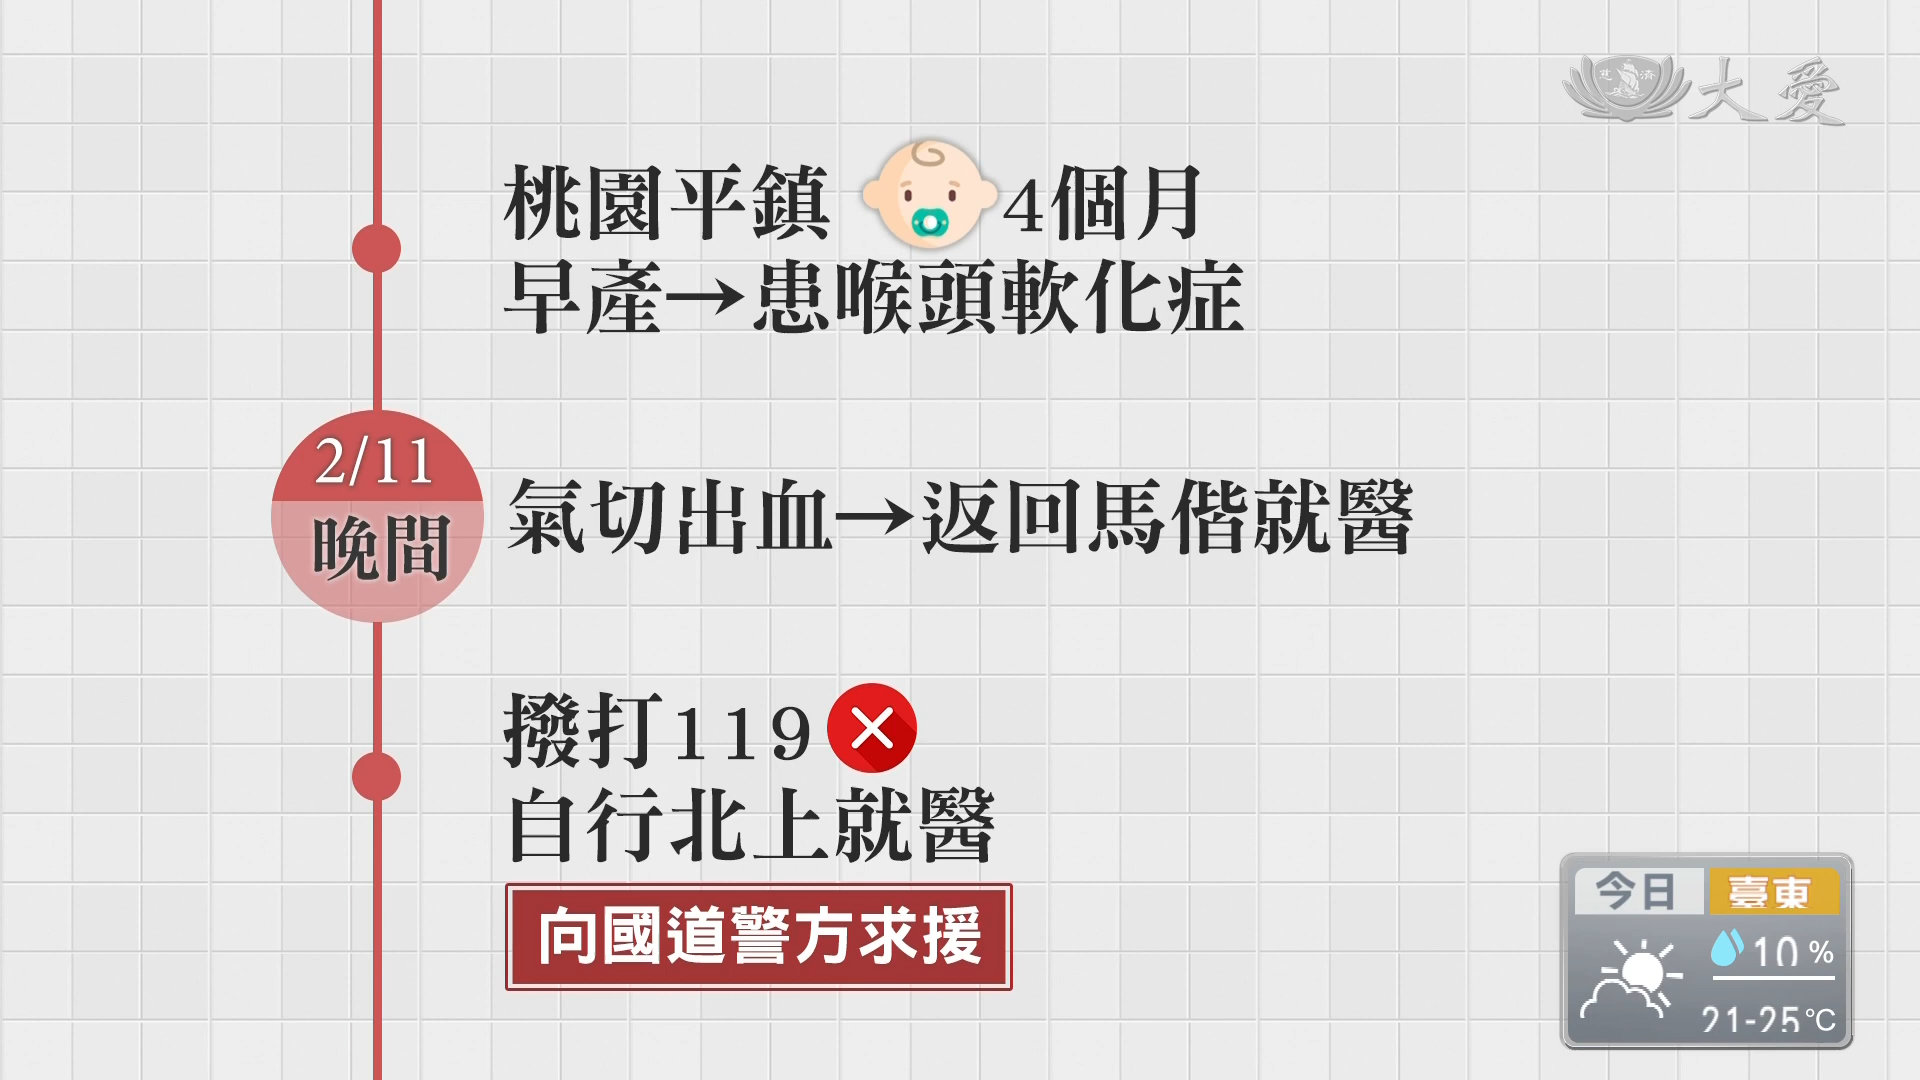 大愛
桃園平鎮 4個月
早產→患喉頭軟化症
2/11
晚間
氣切出血→返回馬偕就醫
撥打119
自行北上就醫
向國道警方求援
今日 臺東
10%
21-25℃